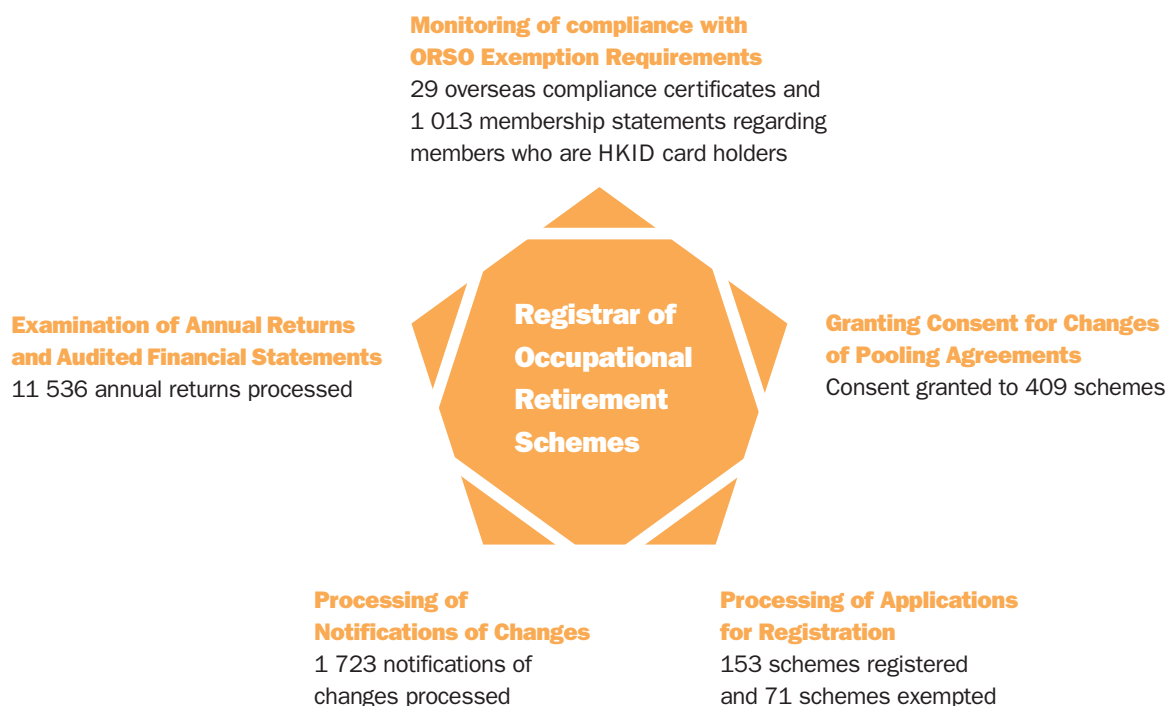 Monitoring of compliance with
ORSO Exemption Requirements
29 overseas compliance certificates and
1 013 membership statements regarding
members who are HKID card holders
Examination of Annual Returns
and Audited Financial Statements
11 536 annual returns processed
Registrar of
Occupational
Retirement
Schemes
Granting Consent for Changes
of Pooling Agreements
Consent granted to 409 schemes
Processing of
Notifications of Changes
1 723 notifications of
changes processed
Processing of Applications
for Registration
153 schemes registered
and 71 schemes exempted